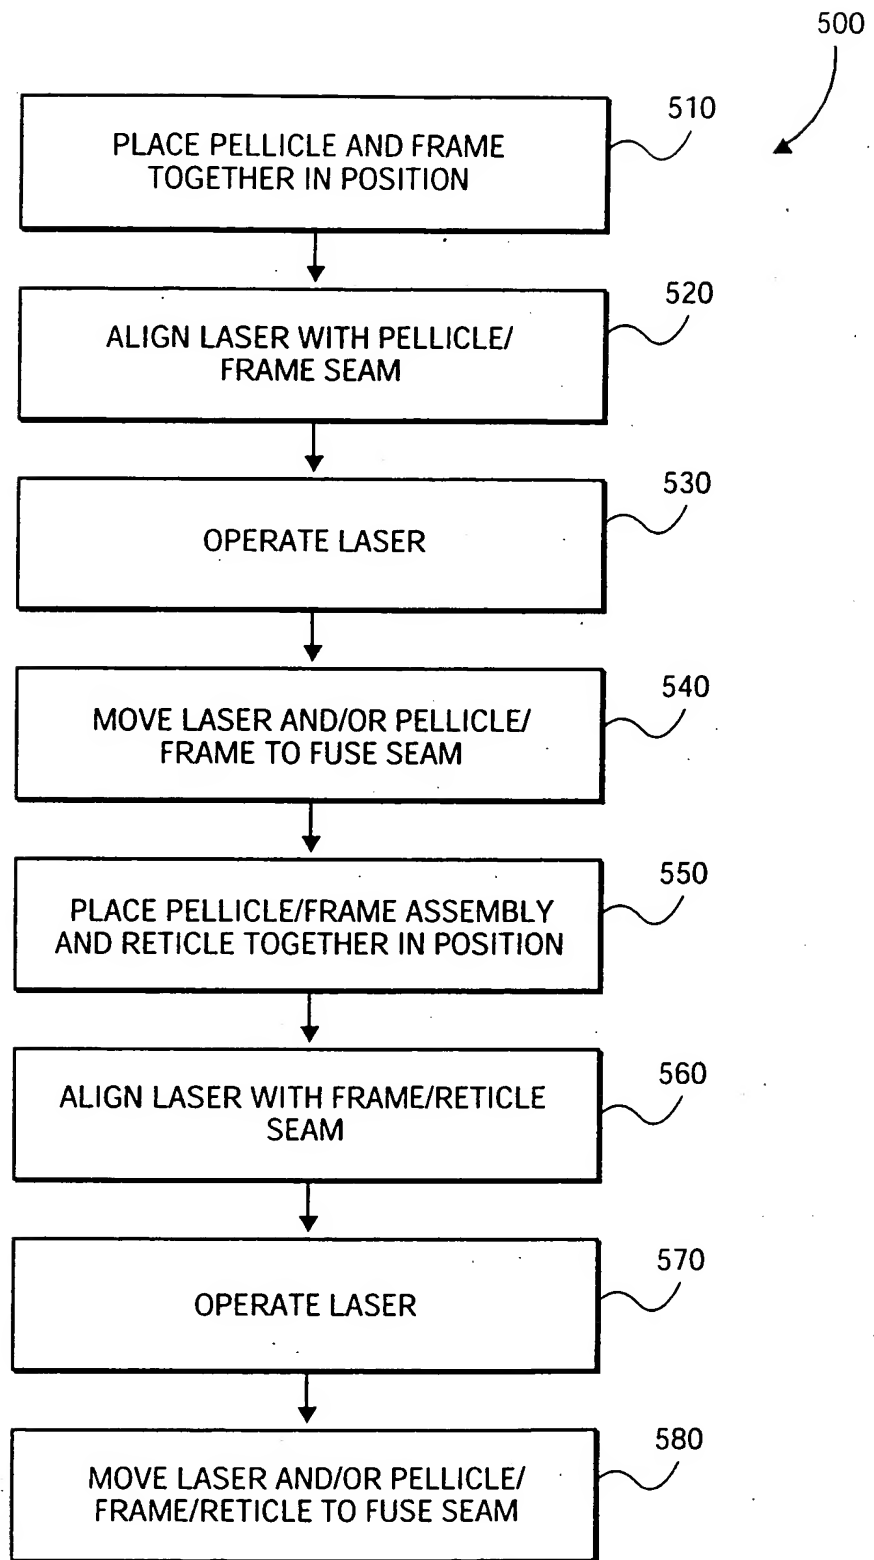 500
510
PLACE PELLICLE AND FRAME
TOGETHER IN POSITION
520
ALIGN LASER WITH PELLICLE/
FRAME SEAM
530
OPERATE LASER
540
MOVE LASER AND/OR PELLICLE/
FRAME TO FUSE SEAM
550
PLACE PELLICLE/FRAME ASSEMBLY
AND RETICLE TOGETHER IN POSITION
560
ALIGN LASER WITH FRAME/RETICLE
SEAM
570
OPERATE LASER
580
MOVE LASER AND/OR PELLICLE/
FRAME/RETICLE TO FUSE SEAM